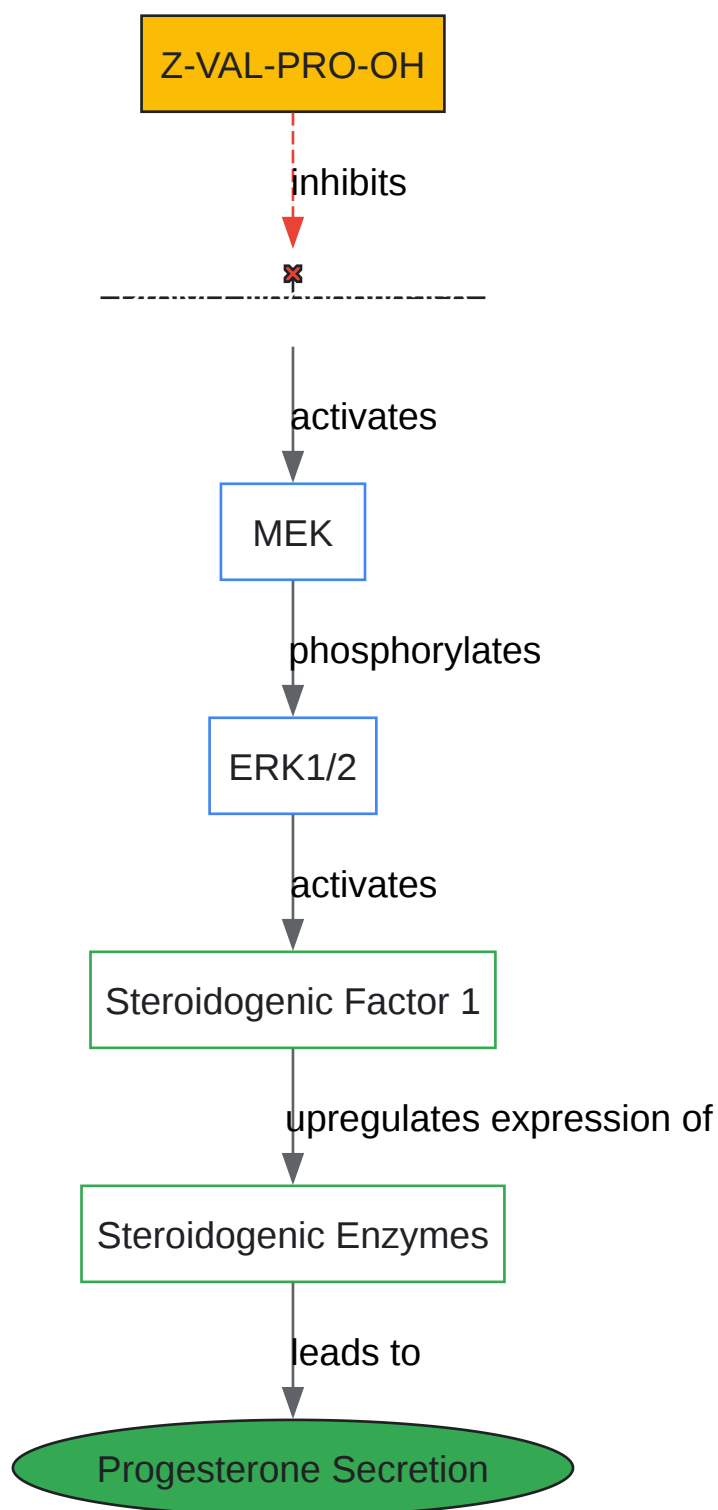 Z-VAL-PRO-OH
inhibits
activates
MEK
phosphorylates
ERK1/2
activates
Steroidogenic Factor 1
upregulates expression of
Steroidogenic Enzymes
leads to
Progesterone Secretion